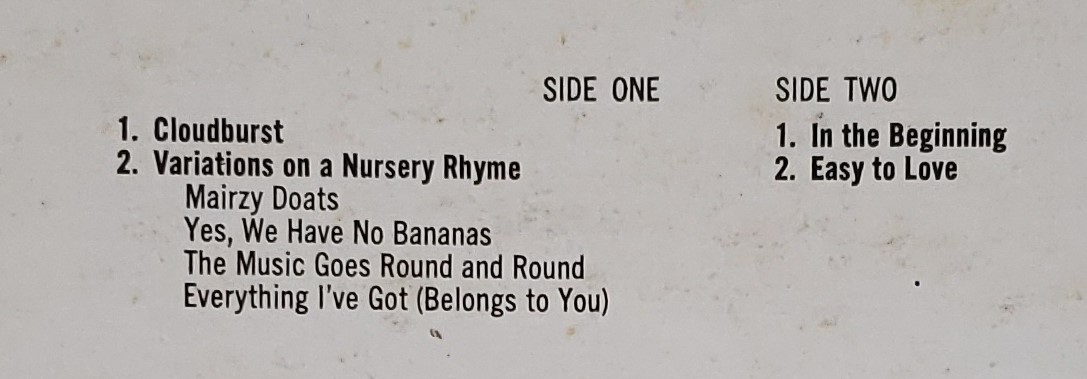 SIDE ONE
1. Cloudburst
2. Variations on a Nursery Rhyme
Mairzy Doats
Yes, We Have No Bananas
The Music Goes Round and Round
Everything I've Got (Belongs to You)
SIDE TWO
1. In the Beginning
2. Easy to Love